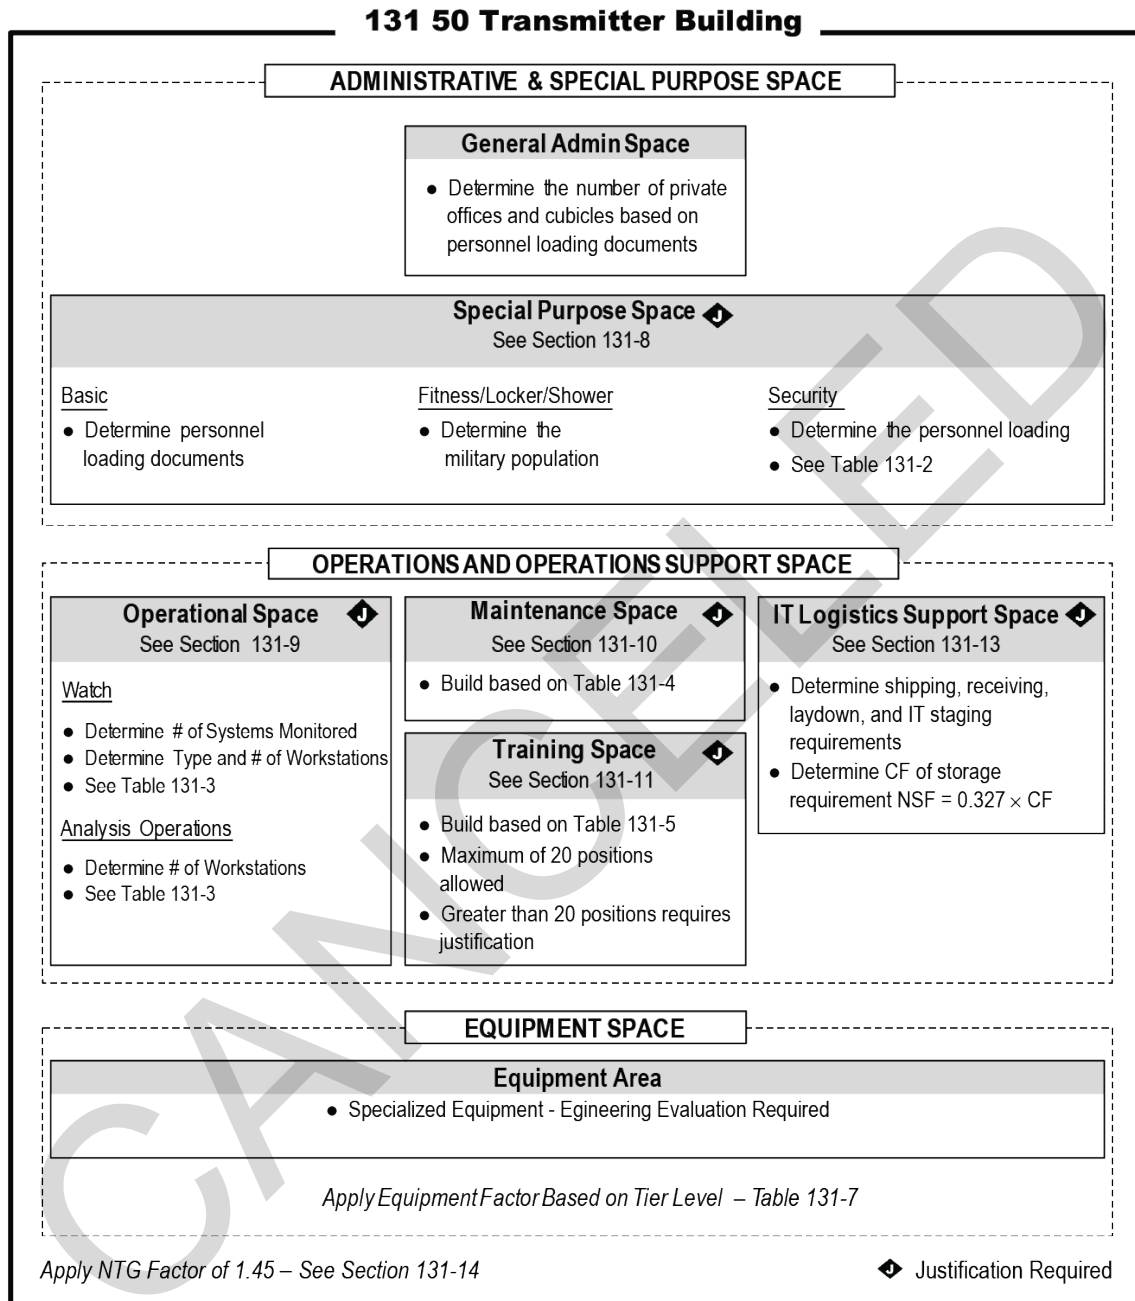 131 50 Transmitter Building
ADMINISTRATIVE & SPECIAL PURPOSE SPACE
General Admin Space
● Determine the number of private
offices and cubicles based on
personnel loading documents
Special Purpose Space J
See Section 131-8
Basic
● Determine personnel
loading documents
Fitness/Locker/Shower
● Determine the
military population
Security
● Determine the personnel loading
● See Table 131-2
OPERATIONS AND OPERATIONS SUPPORT SPACE
Operational Space J
See Section 131-9
Watch
● Determine # of Systems Monitored
● Determine Type and # of Workstations
● See Table 131-3
Analysis Operations
● Determine # of Workstations
● See Table 131-3
Maintenance Space J
See Section 131-10
● Build based on Table 131-4
Training Space J
See Section 131-11
● Build based on Table 131-5
● Maximum of 20 positions
allowed
● Greater than 20 positions requires
justification
IT Logistics Support Space J
See Section 131-13
● Determine shipping, receiving,
laydown, and IT staging
requirements
● Determine CF of storage
requirement NSF = 0.327 × CF
EQUIPMENT SPACE
Equipment Area
● Specialized Equipment - Egineering Evaluation Required
Apply Equipment Factor Based on Tier Level – Table 131-7
Apply NTG Factor of 1.45 – See Section 131-14
J Justification Required
CANCELED